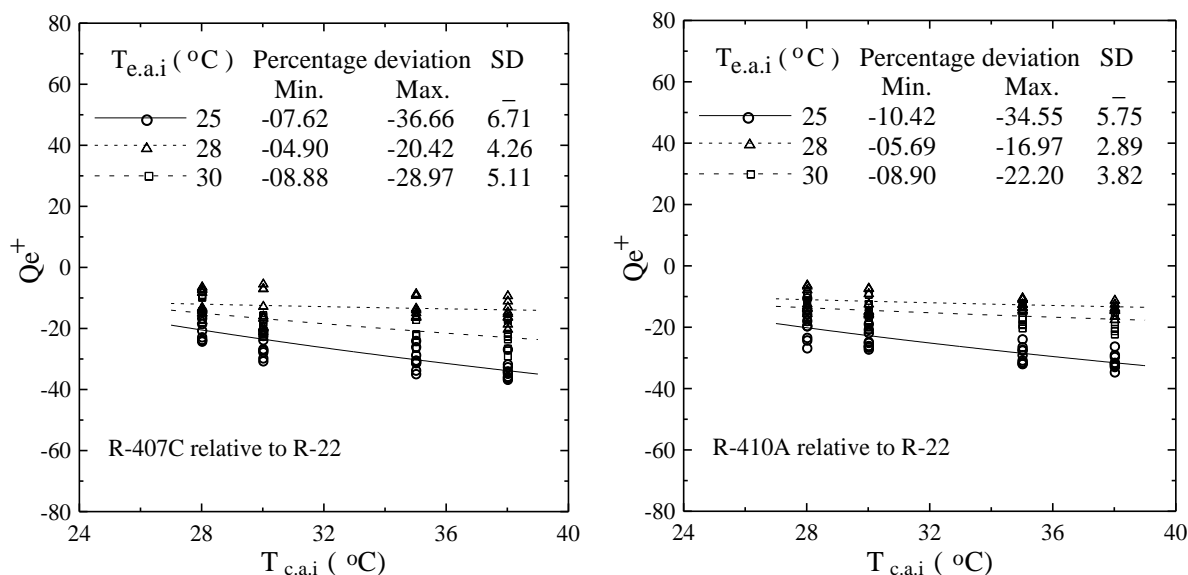 80
60
40
20
0
-20
-40
-60
-80
Qe+
T e.a.i ( oC) Percentage deviation SD
Min. Max. _
25 -07.62 -36.66 6.71
28 -04.90 -20.42 4.26
30 -08.88 -28.97 5.11
R-407C relative to R-22
24 28 32 36 40
T c.a.i ( oC)
80
60
40
20
0
-20
-40
-60
-80
Qe+
T e.a.i ( oC) Percentage deviation SD
Min. Max. _
25 -10.42 -34.55 5.75
28 -05.69 -16.97 2.89
30 -08.90 -22.20 3.82
R-410A relative to R-22
24 28 32 36 40
T c.a.i ( oC)